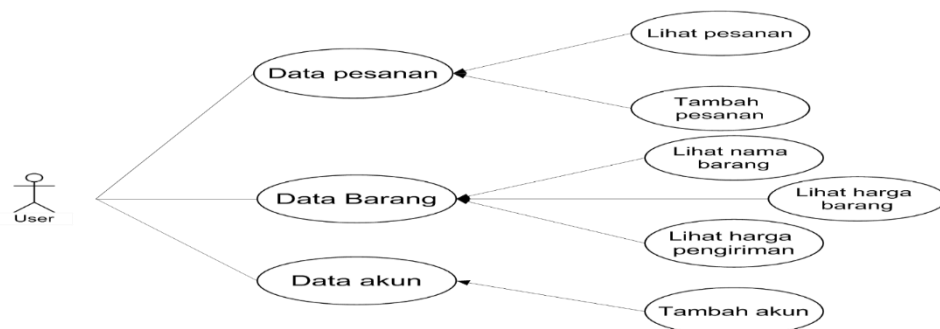 Lihat pesanan
Data pesanan
Tambah
pesanan
Lihat nama
barang
User
Data Barang
Lihat harga
barang
Lihat harga
pengiriman
Data akun
Tambah akun